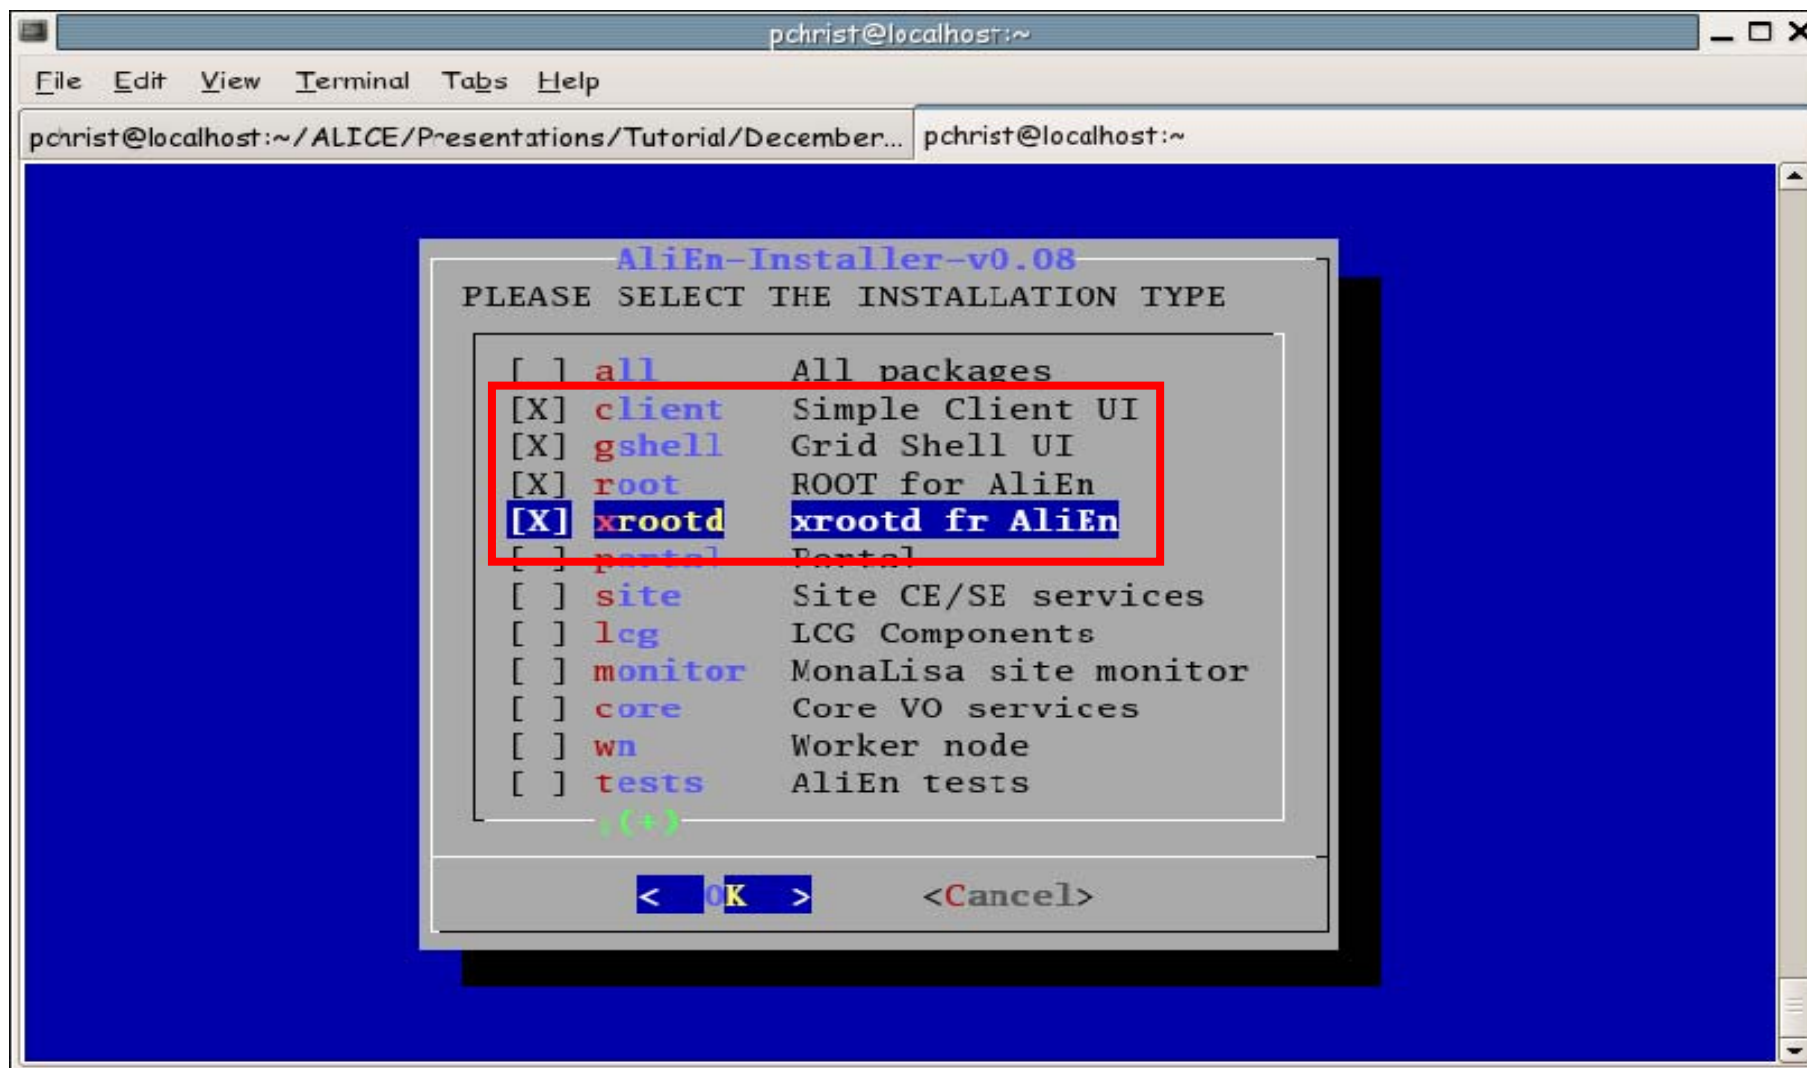 pchrist@localhost:~
File Edit View Terminal Tabs Help
pchrist@localhost:~/ALICE/Presentations/Tutorial/December... pchrist@localhost:~
AliEn-Installer-v0.08
PLEASE SELECT THE INSTALLATION TYPE
[ ] all All packages
[X] client Simple Client UI
[X] gshell Grid Shell UI
[X] root ROOT for AliEn
[X] xrootd xrootd fr AliEn
[ ] portal Portal
[ ] site Site CE/SE services
[ ] lcg LCG Components
[ ] monitor MonaLisa site monitor
[ ] core Core VO services
[ ] wn Worker node
[ ] tests AliEn tests
(+)
< OK > <Cancel>